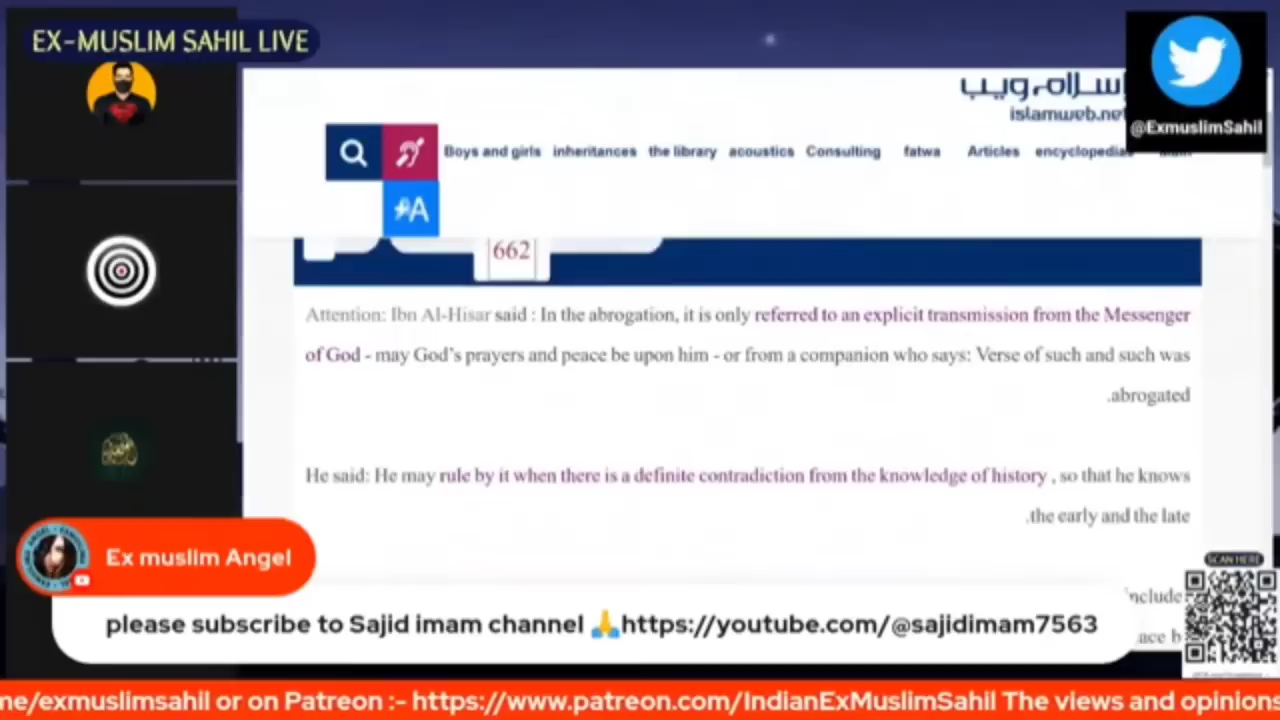 EX-MUSLIM SAHIL LIVE
إسلام ويب
islamweb.net
@ExmuslimSahil
Boys and girls inheritances the library acoustics Consulting fatwa Articles encyclopedias
A
662
Attention: Ibn Al-Hisar said : In the abrogation, it is only referred to an explicit transmission from the Messenger
of God - may God's prayers and peace be upon him - or from a companion who says: Verse of such and such was
.abrogated
He said: He may rule by it when there is a definite contradiction from the knowledge of history , so that he knows
.the early and the late
SCAN HERE
Ex muslim Angel
include
please subscribe to Sajid imam channel 🙏https://youtube.com/@sajidimam7563
ace b
me/exmuslimsahil or on Patreon :- https://www.patreon.com/IndianExMuslimSahil The views and opinions